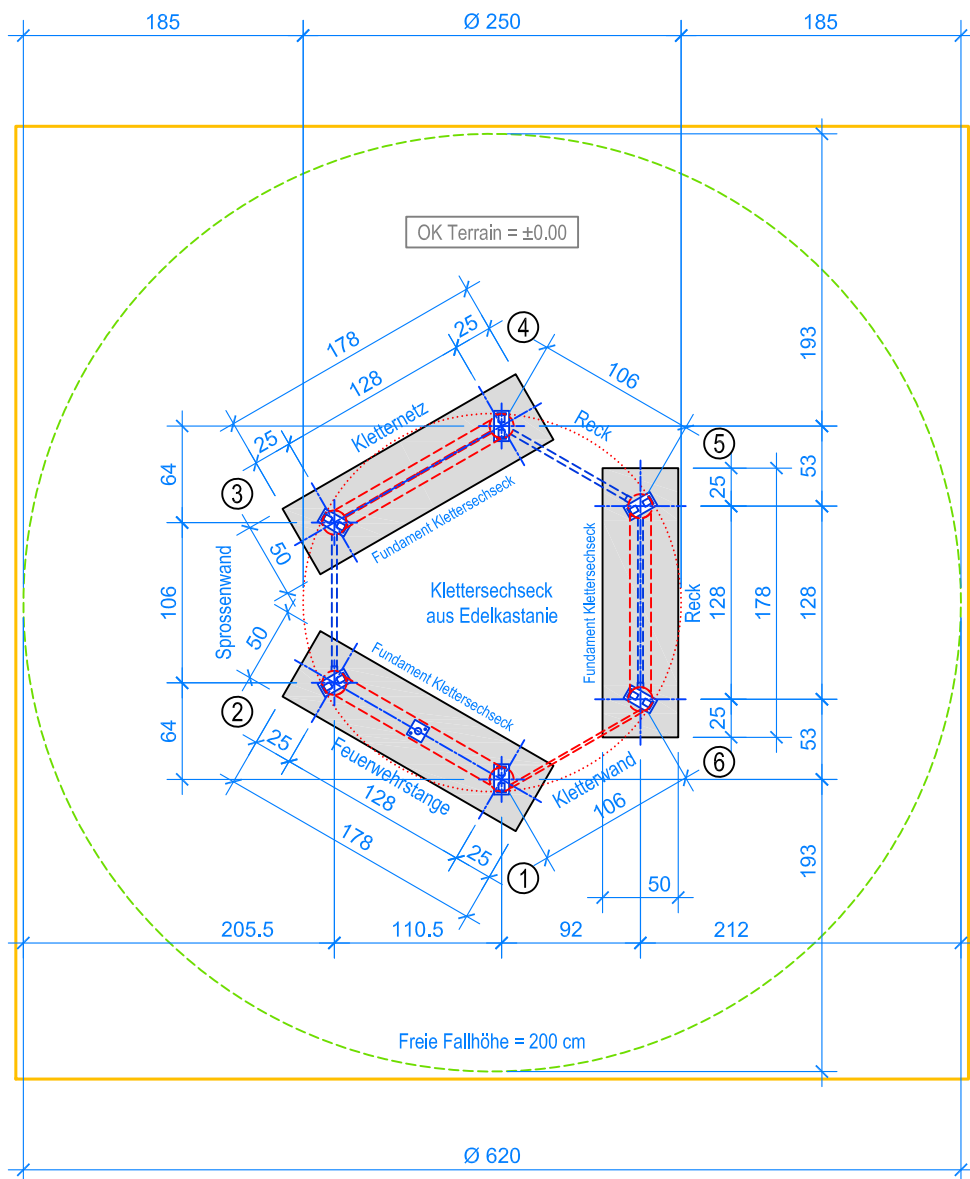 185
Ø 250
185
OK Terrain = ±0.00
193
178
25
4
128
106
Kletternetz
Reck
25
5
53
64
3
25
Fundament Klettersechseck
50
Sprossenwand
106
Klettersechseck
aus Edelkastanie
Fundament Klettersechseck
Reck
128
178
128
50
Fundament Klettersechseck
2
25
25
53
64
Feuerwehrstange
Kletterwand
6
128
106
178
25
1
193
50
205.5
110.5
92
212
Freie Fallhöhe = 200 cm
Ø 620